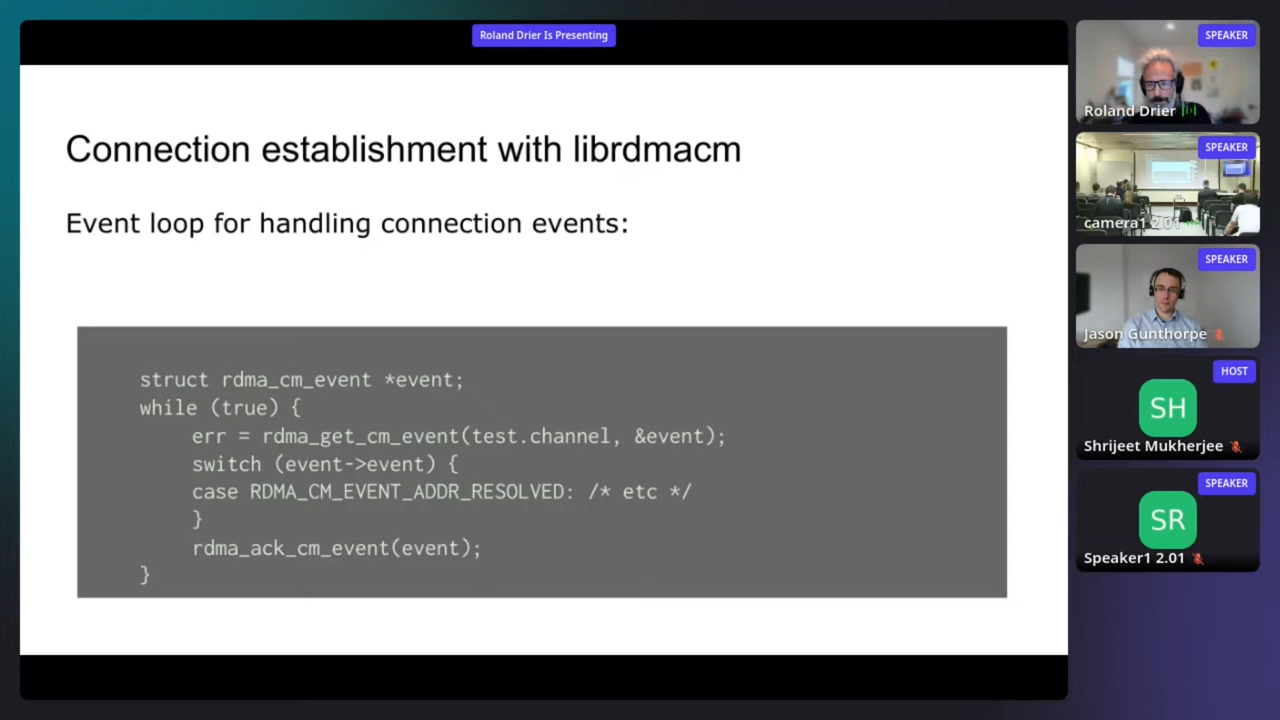 Roland Drier Is Presenting
Connection establishment with librdmacm
Event loop for handling connection events:
struct rdma_cm_event *event;
while (true) {
err = rdma_get_cm_event(test.channel, &event);
switch (event->event) {
case RDMA_CM_EVENT_ADDR_RESOLVED: /* etc */
}
rdma_ack_cm_event(event);
}
SPEAKER
Roland Drier
SPEAKER
camera1 2.01
SPEAKER
Jason Gunthorpe
HOST
SH
Shrijeet Mukherjee
SPEAKER
SR
Speaker1 2.01